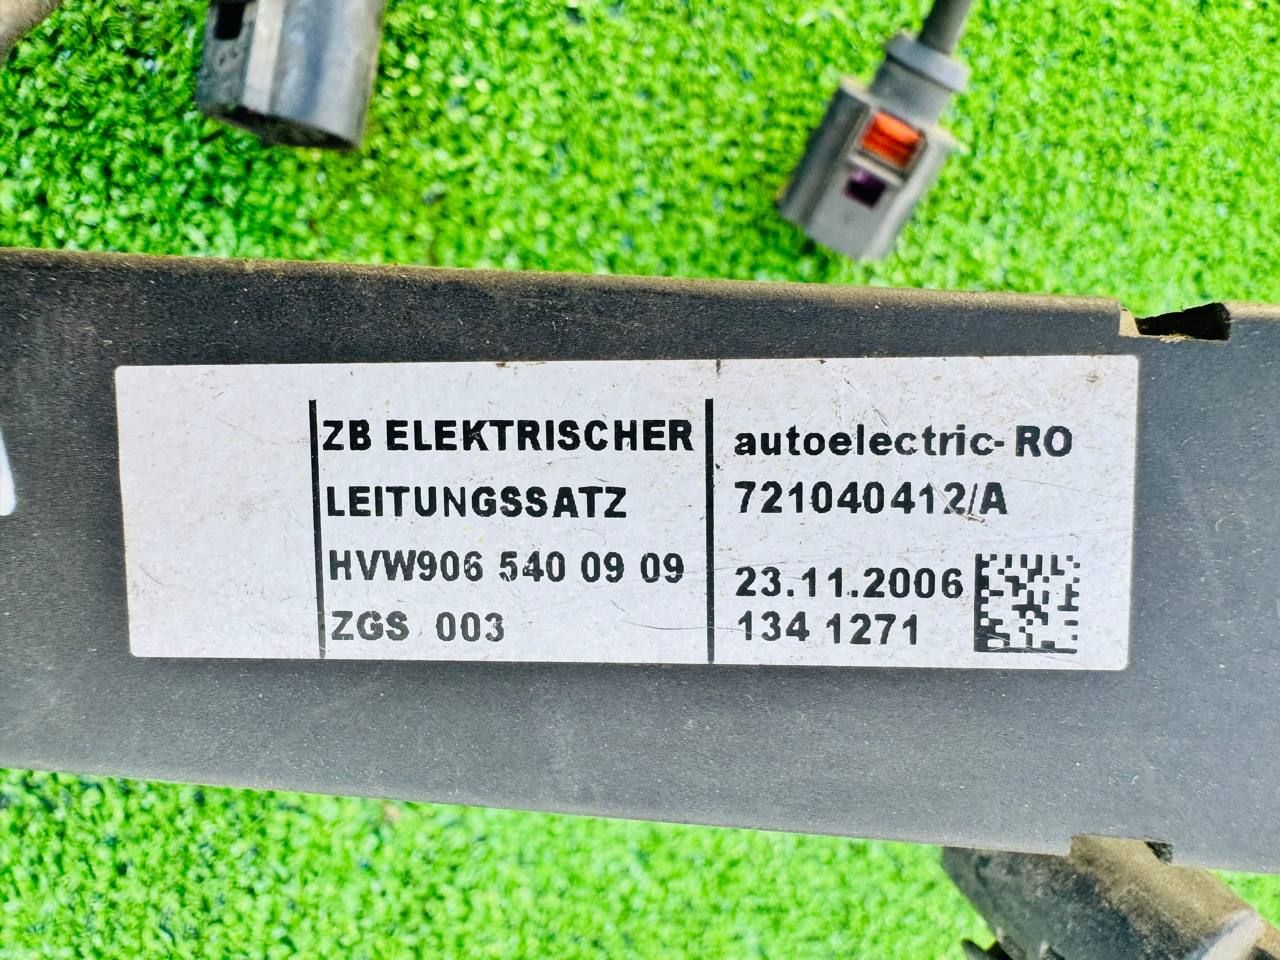 ZB ELEKTRISCHER
LEITUNGSSATZ
HVW906 540 09 09
ZGS 003
autoelectric-RO
721040412/A
23.11.2006
134 1271